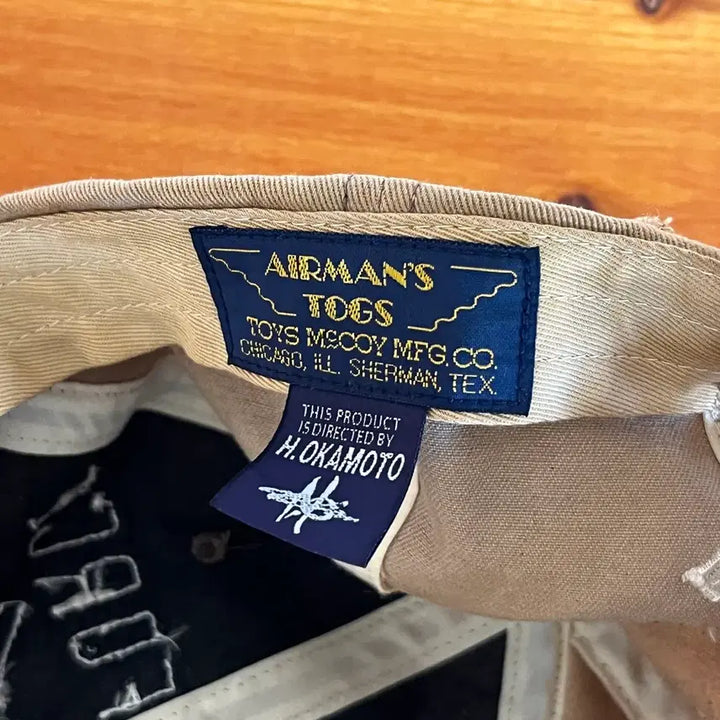 AIRMAN'S
TOGS
TOYS McCOY MFG. CO.
CHICAGO, ILL. SHERMAN, TEX.
THIS PRODUCT
IS DIRECTED BY
H.OKAMOTO